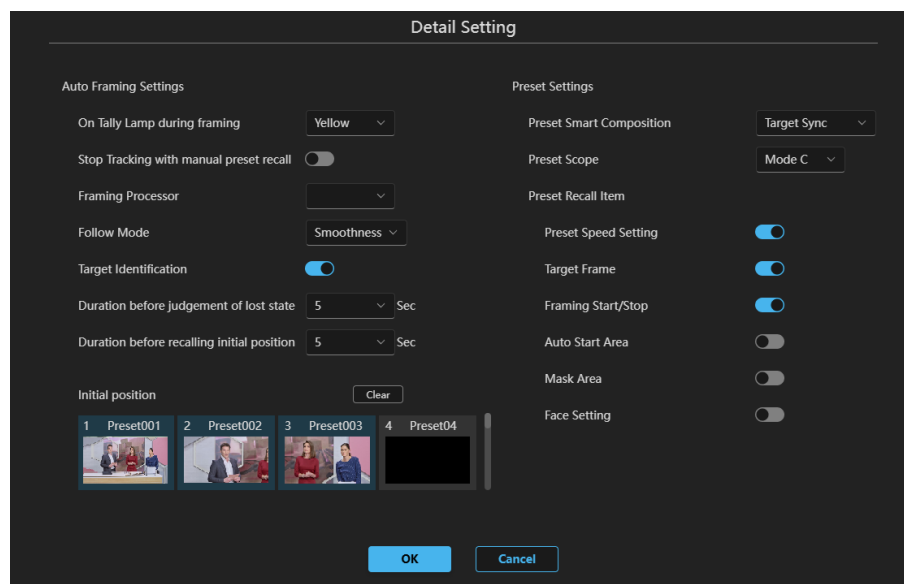 Detail Setting
Auto Framing Settings
On Tally Lamp during framing Yellow
Stop Tracking with manual preset recall
Framing Processor
Follow Mode Smoothness
Target Identification
Duration before judgement of lost state 5 Sec
Duration before recalling initial position 5 Sec
Initial position Clear
1 Preset001 2 Preset002 3 Preset003 4 Preset04
Preset Settings
Preset Smart Composition Target Sync
Preset Scope Mode C
Preset Recall Item
Preset Speed Setting
Target Frame
Framing Start/Stop
Auto Start Area
Mask Area
Face Setting
OK Cancel